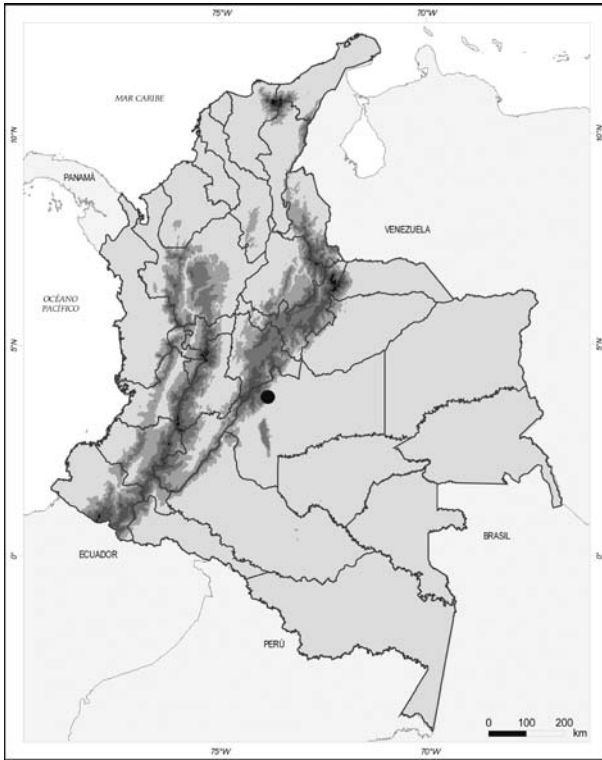 75°W 70°W
MAR CARIBE
10°N 10°N
PANAMÁ
VENEZUELA
OCÉANO
PACÍFICO
5°N 5°N
BRASIL
ECUADOR
0° 0°
PERÚ
0 100 200
km
75°W 70°W